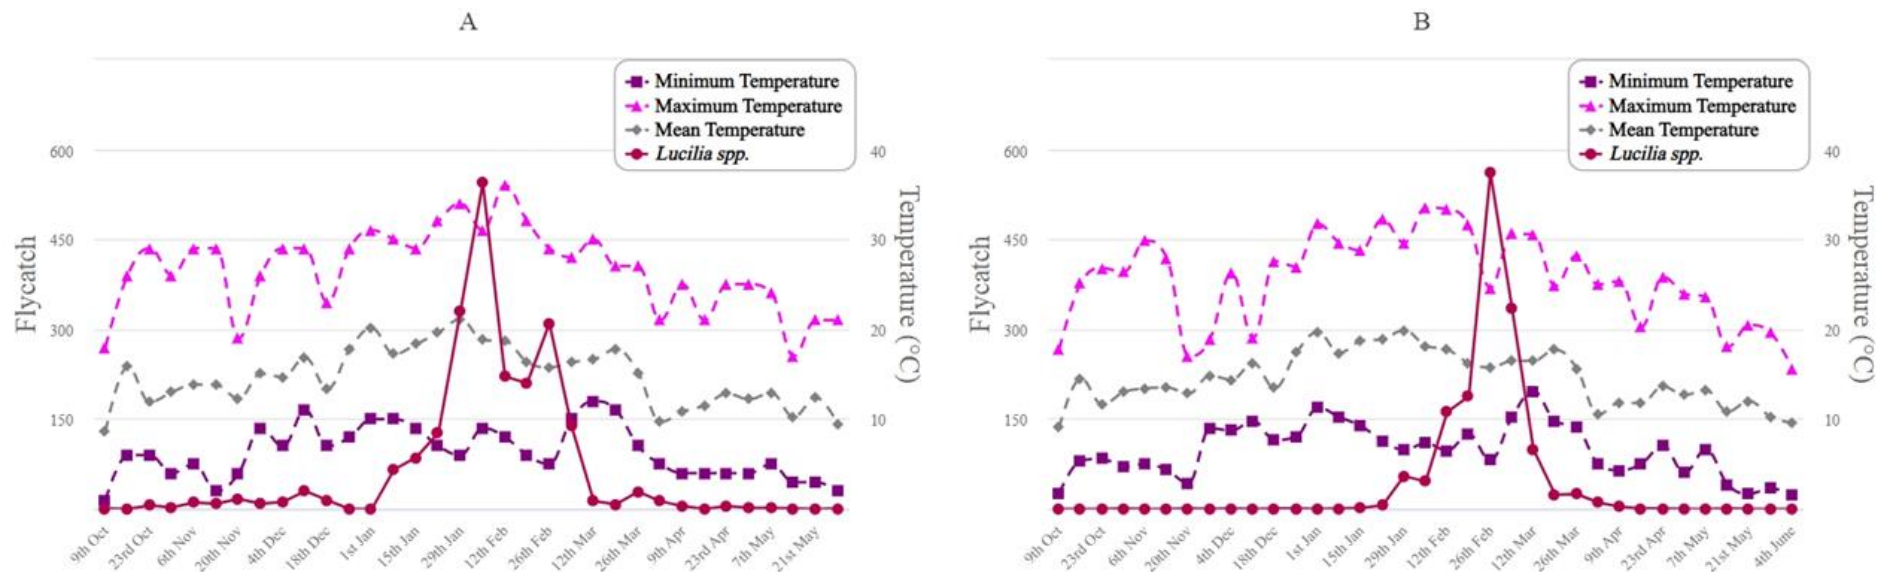 A
Minimum Temperature
Maximum Temperature
Mean Temperature
Lucilia spp.
600
450
300
150
40
30
20
10
Flycatch
Temperature (°C)
9th Oct
23rd Oct
6th Nov
20th Nov
4th Dec
18th Dec
1st Jan
15th Jan
29th Jan
12th Feb
26th Feb
12th Mar
26th Mar
9th Apr
23rd Apr
7th May
21st May
B
Minimum Temperature
Maximum Temperature
Mean Temperature
Lucilia spp.
600
450
300
150
40
30
20
10
Flycatch
Temperature (°C)
9th Oct
23rd Oct
6th Nov
20th Nov
4th Dec
18th Dec
1st Jan
15th Jan
29th Jan
12th Feb
26th Feb
12th Mar
26th Mar
9th Apr
23rd Apr
7th May
21st May
4th June